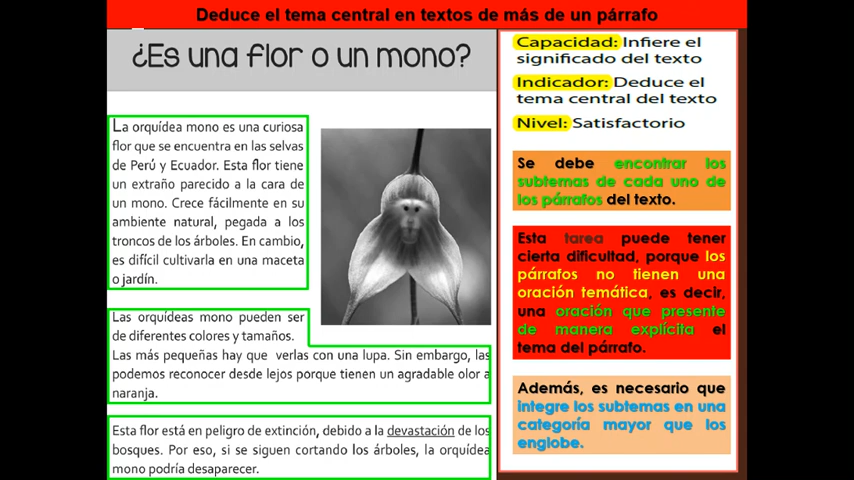 Deduce el tema central en textos de más de un párrafo
¿Es una flor o un mono?
La orquídea mono es una curiosa
flor que se encuentra en las selvas
de Perú y Ecuador. Esta flor tiene
un extraño parecido a la cara de
un mono. Crece fácilmente en su
ambiente natural, pegada a los
troncos de los árboles. En cambio,
es difícil cultivarla en una maceta
o jardín.
Las orquídeas mono pueden ser
de diferentes colores y tamaños.
Las más pequeñas hay que verlas con una lupa. Sin embargo, las
podemos reconocer desde lejos porque tienen un agradable olor a
naranja.
Esta flor está en peligro de extinción, debido a la devastación de los
bosques. Por eso, si se siguen cortando los árboles, la orquídea
mono podría desaparecer.
Capacidad: Infiere el
significado del texto
Indicador: Deduce el
tema central del texto
Nivel: Satisfactorio
Se debe encontrar los
subtemas de cada uno de
los párrafos del texto.
Esta tarea puede tener
cierta dificultad, porque los
párrafos no tienen una
oración temática, es decir,
una oración que presente
de manera explícita el
tema del párrafo.
Además, es necesario que
integre los subtemas en una
categoría mayor que los
englobe.